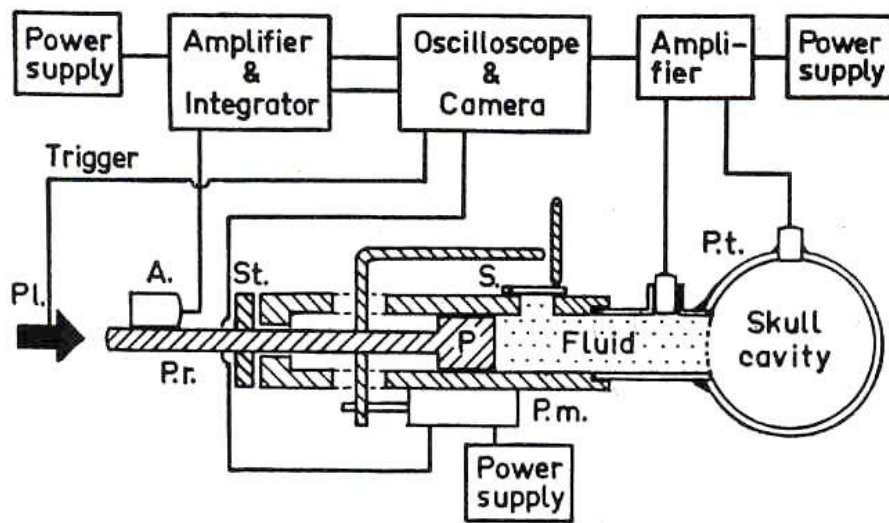 Power
supply
Amplifier
&
Integrator
Oscilloscope
&
Camera
Ampli-
fier
Power
supply
Trigger
Pl.
A.
St.
S.
P.t.
P.r.
P
Fluid
Skull
cavity
P.m.
Power
supply